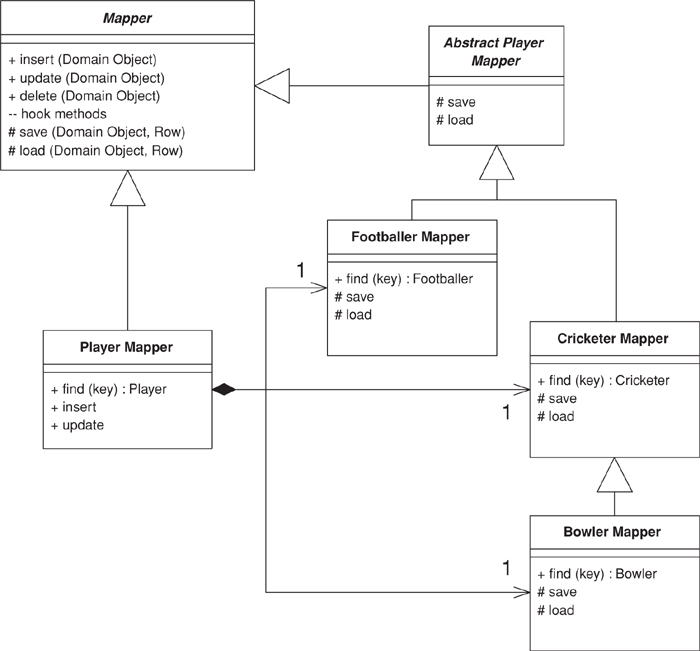 Mapper
+ insert (Domain Object)
+ update (Domain Object)
+ delete (Domain Object)
-- hook methods
# save (Domain Object, Row)
# load (Domain Object, Row)
Abstract Player
Mapper
# save
# load
Footballer Mapper
+ find (key) : Footballer
# save
# load
1
Player Mapper
+ find (key) : Player
+ insert
+ update
Cricketer Mapper
+ find (key) : Cricketer
# save
# load
1
Bowler Mapper
+ find (key) : Bowler
# save
# load
1